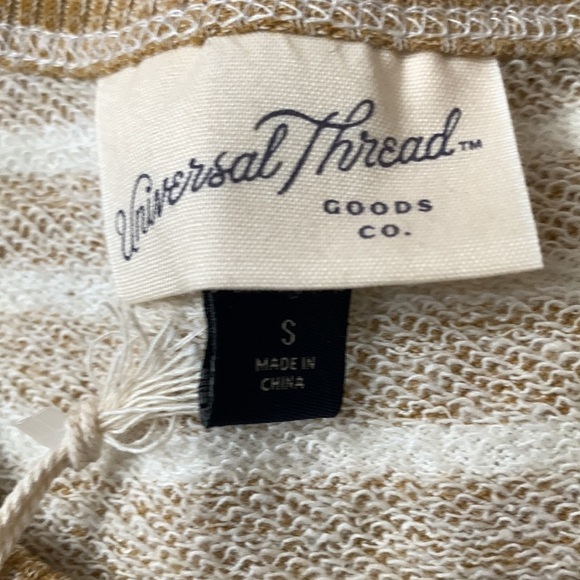 Universal Thread™
GOODS
CO.
S
MADE IN
CHINA